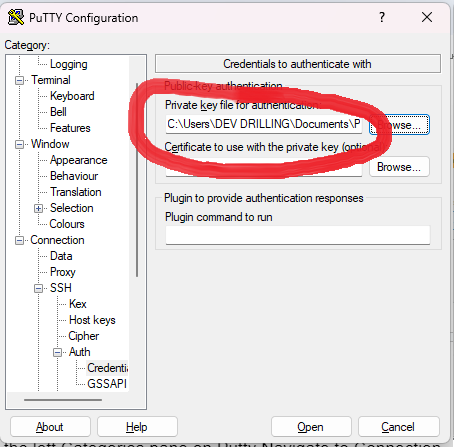 PuTTY Configuration
?
Category:
Logging
Terminal
Keyboard
Bell
Features
Window
Appearance
Behaviour
Translation
Selection
Colours
Connection
Data
Proxy
SSH
Kex
Host keys
Cipher
Auth
Credentia
GSSAPI
Credentials to authenticate with
Public-key authentication
Private key file for authentication:
C:\Users\DEV DRILLING\Documents\P
Browse...
Certificate to use with the private key (optional)
Browse...
Plugin to provide authentication responses
Plugin command to run
About
Help
Open
Cancel
the left Categories pane on Putty Navigate to Connection